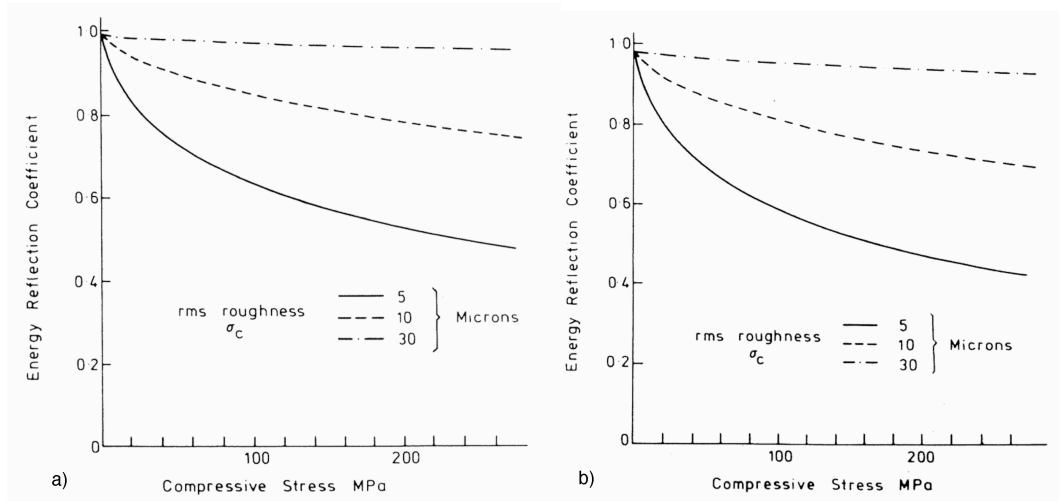 1·0
0·8
0·6
0·4
0·2
0
Energy Reflection Coefficient
rms roughness
σc
5
10
30
Microns
100
200
Compressive Stress MPa
a)
1·0
0·8
0·6
0·4
0·2
0
Energy Reflection Coefficient
rms roughness
σc
5
10
30
Microns
100
200
Compressive Stress MPa
b)